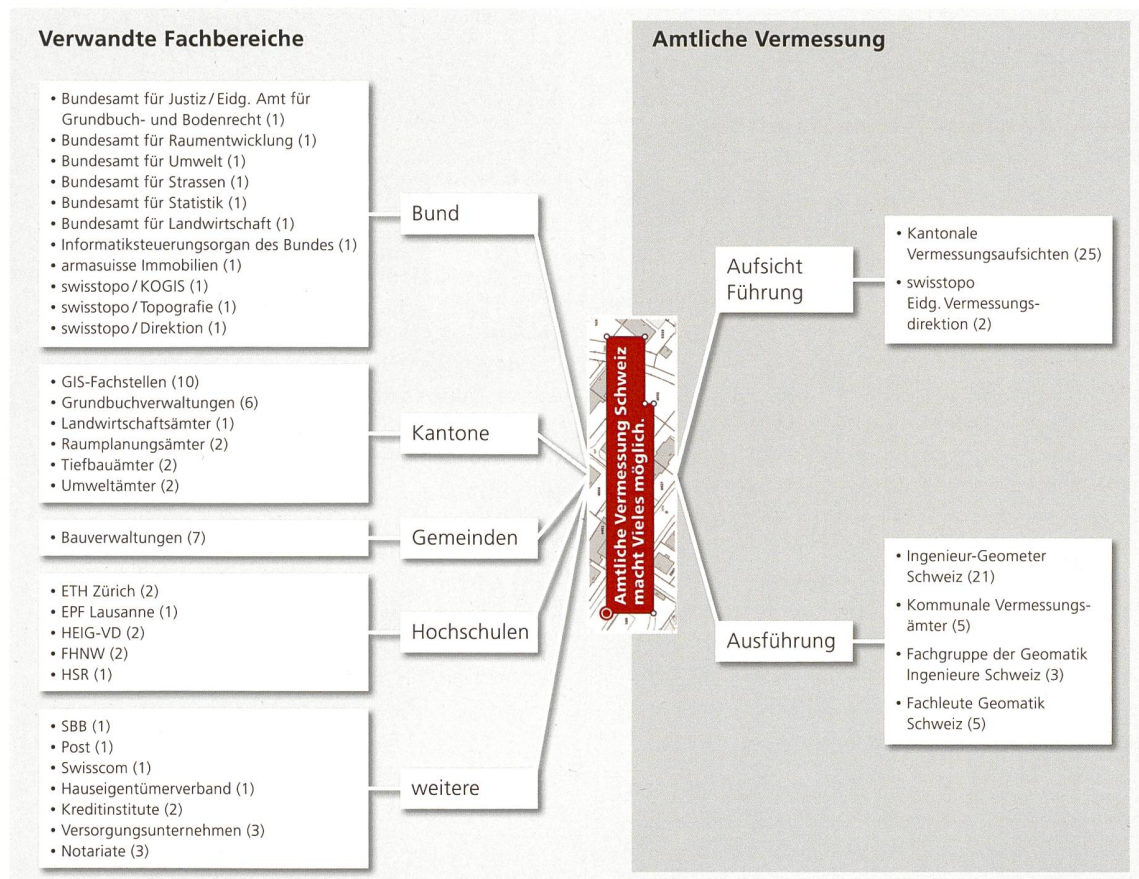 Verwandte Fachbereiche
• Bundesamt für Justiz/Eidg. Amt für
Grundbuch- und Bodenrecht (1)
• Bundesamt für Raumentwicklung (1)
• Bundesamt für Umwelt (1)
• Bundesamt für Strassen (1)
• Bundesamt für Statistik (1)
• Bundesamt für Landwirtschaft (1)
• Informatiksteuerungsorgan des Bundes (1)
• armasuisse Immobilien (1)
• swisstopo/KOGIS (1)
• swisstopo/Topografie (1)
• swisstopo/Direktion (1)
Bund
• GIS-Fachstellen (10)
• Grundbuchverwaltungen (6)
• Landwirtschaftsämter (1)
• Raumplanungsämter (2)
• Tiefbauämter (2)
• Umweltämter (2)
Kantone
• Bauverwaltungen (7)
Gemeinden
• ETH Zürich (2)
• EPF Lausanne (1)
• HEIG-VD (2)
• FHNW (2)
• HSR (1)
Hochschulen
• SBB (1)
• Post (1)
• Swisscom (1)
• Hauseigentümerverband (1)
• Kreditinstitute (2)
• Versorgungsunternehmen (3)
• Notariate (3)
weitere
Amtliche Vermessung Schweiz
macht Vieles möglich.
Amtliche Vermessung
Aufsicht
Führung
• Kantonale
Vermessungsaufsichten (25)
• swisstopo
Eidg. Vermessungs-
direktion (2)
Ausführung
• Ingenieur-Geometer
Schweiz (21)
• Kommunale Vermessungs-
ämter (5)
• Fachgruppe der Geomatik
Ingenieure Schweiz (3)
• Fachleute Geomatik
Schweiz (5)